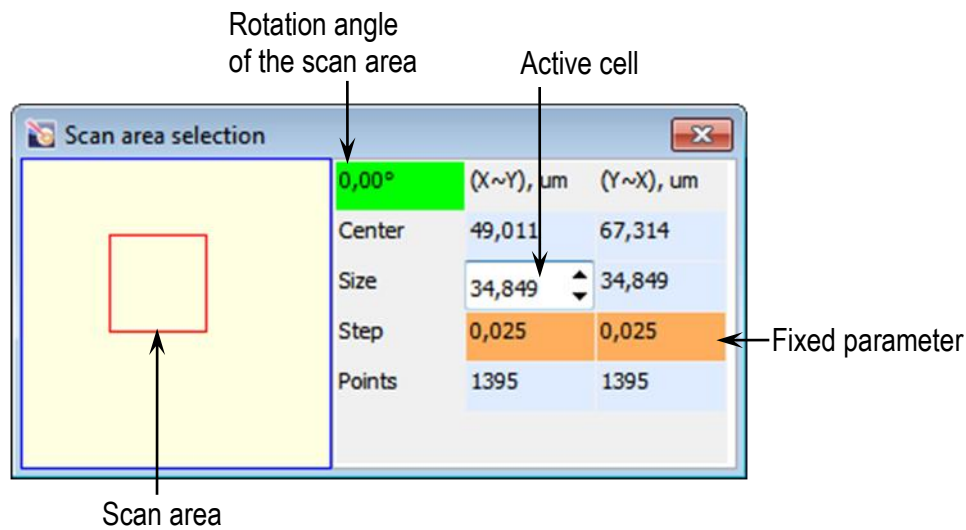 Rotation angle
of the scan area
Active cell
Scan area selection
0,00° (X~Y), um (Y~X), um
Center 49,011 67,314
Size 34,849 34,849
Step 0,025 0,025
Fixed parameter
Points 1395 1395
Scan area